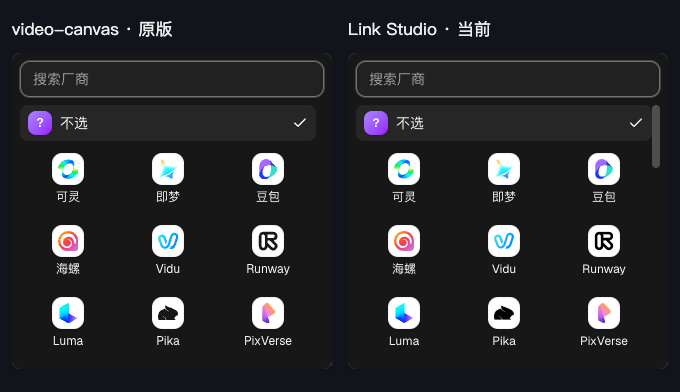 video-canvas · 原版
搜索厂商
? 不选
可灵 即梦 豆包
海螺 Vidu Runway
Luma Pika PixVerse
Link Studio · 当前
搜索厂商
? 不选
可灵 即梦 豆包
海螺 Vidu Runway
Luma Pika PixVerse